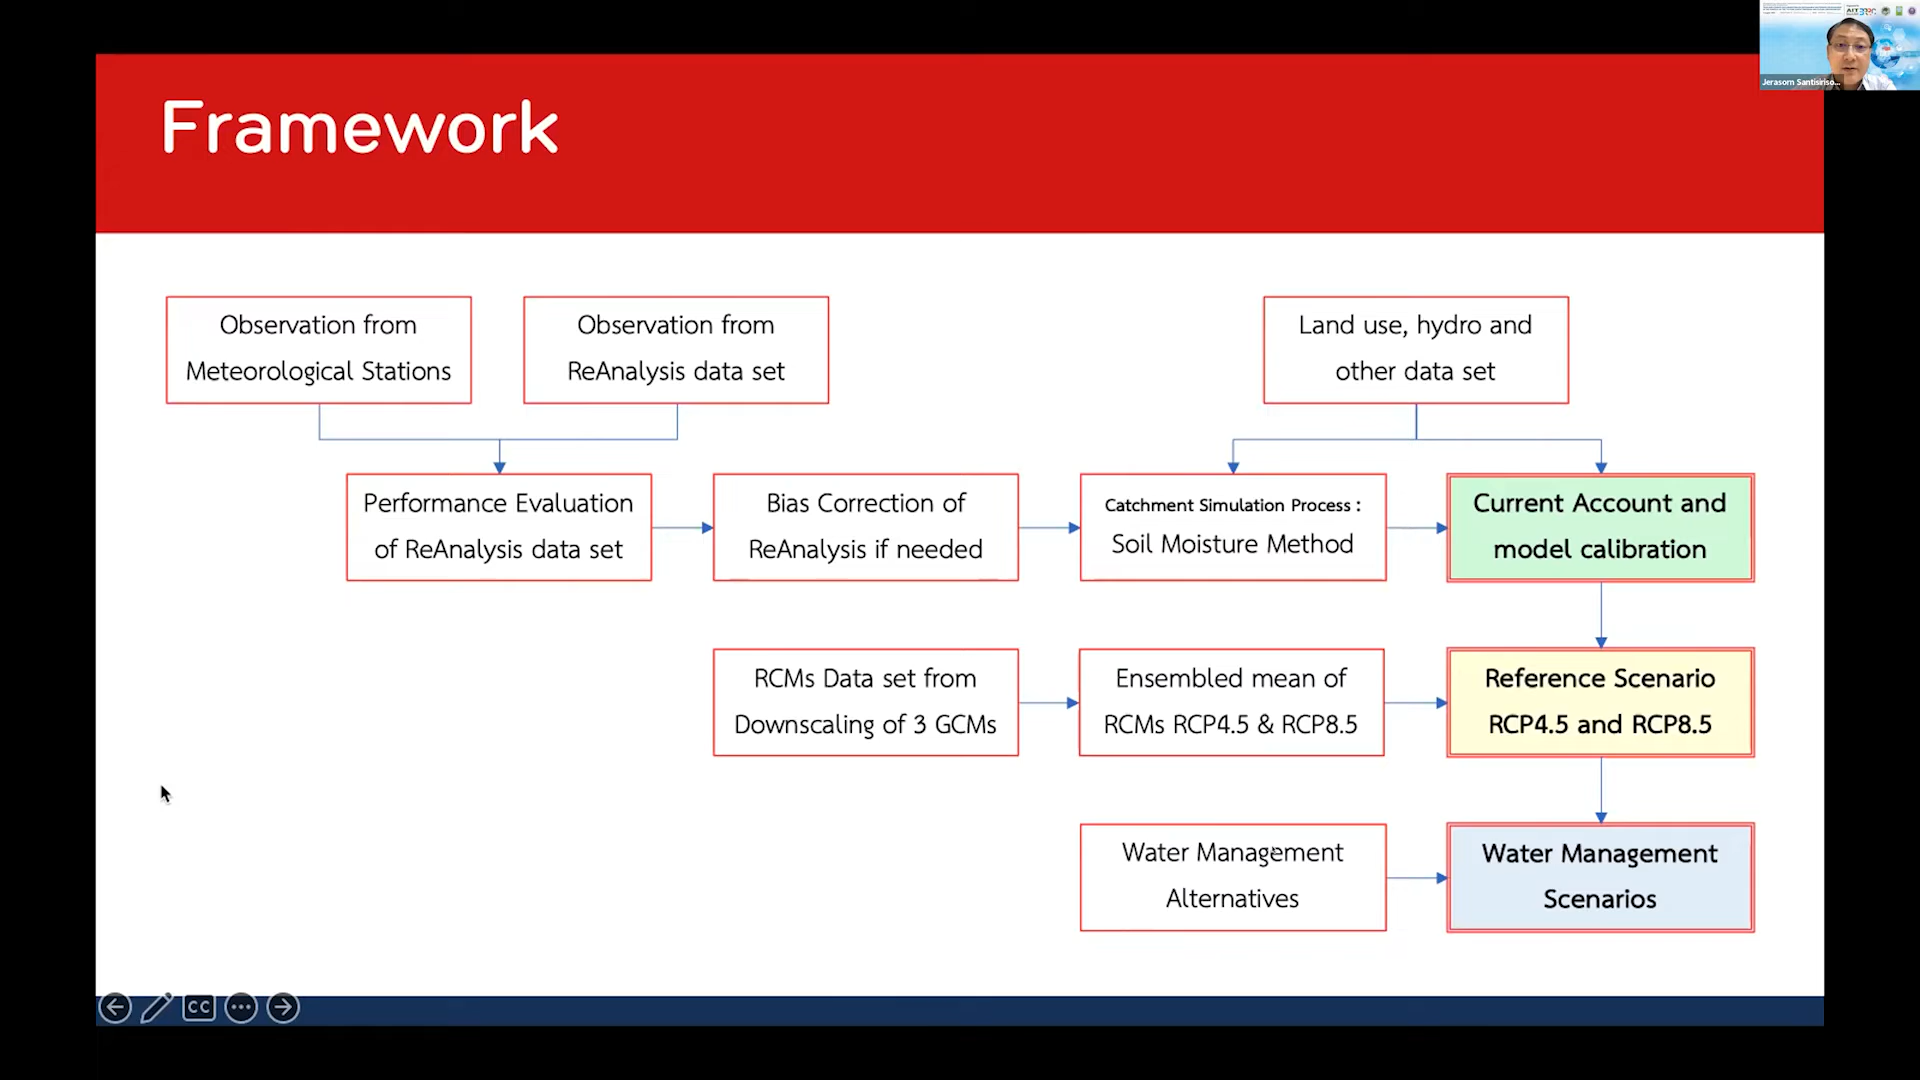 Framework
Observation from
Meteorological Stations
Observation from
ReAnalysis data set
Land use, hydro and
other data set
Performance Evaluation
of ReAnalysis data set
Bias Correction of
ReAnalysis if needed
Catchment Simulation Process :
Soil Moisture Method
Current Account and
model calibration
RCMs Data set from
Downscaling of 3 GCMs
Ensembled mean of
RCMs RCP4.5 & RCP8.5
Reference Scenario
RCP4.5 and RCP8.5
Water Management
Alternatives
Water Management
Scenarios
Jerasorn Santisiriso...
CC